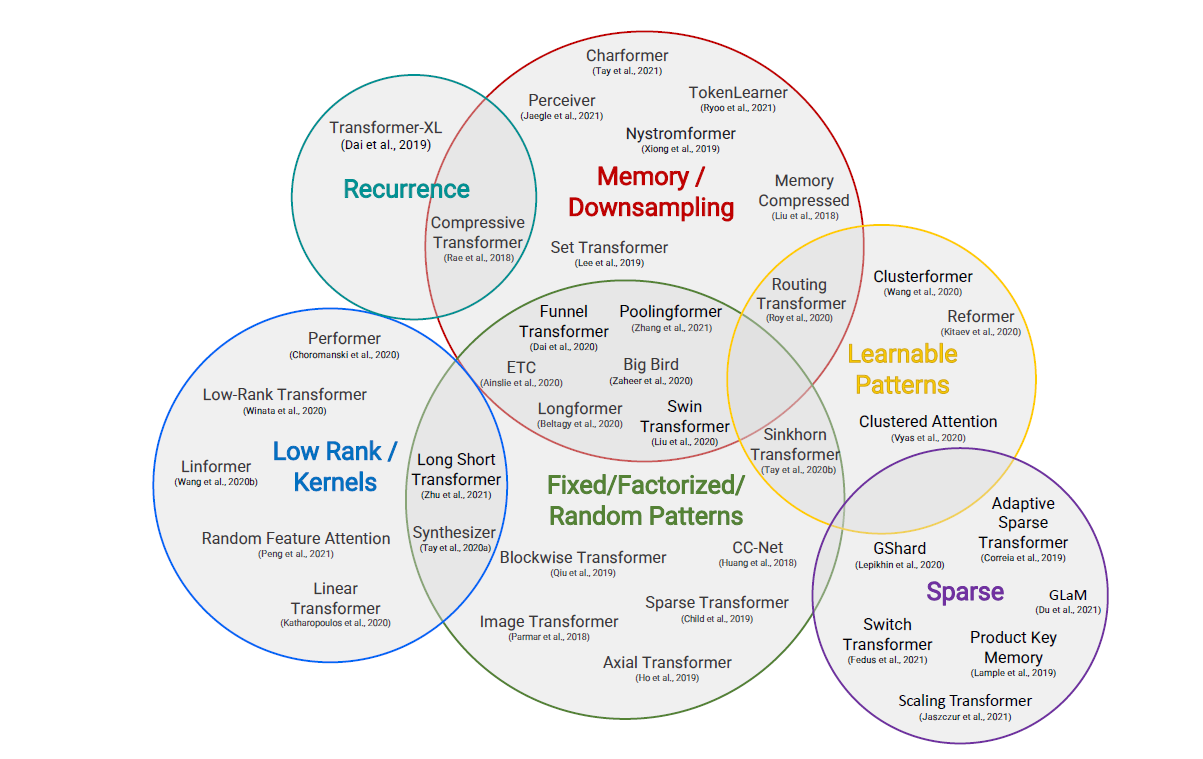 Charformer
(Tay et al., 2021)
Perceiver
(Jaegle et al., 2021)
TokenLearner
(Ryoo et al., 2021)
Nystromformer
(Xiong et al., 2019)
Memory /
Downsampling
Memory
Compressed
(Liu et al., 2018)
Set Transformer
(Lee et al., 2019)
Transformer-XL
(Dai et al., 2019)
Recurrence
Compressive
Transformer
(Rae et al., 2018)
Funnel
Transformer
(Dai et al., 2020)
Poolingformer
(Zhang et al., 2021)
ETC
(Ainslie et al., 2020)
Big Bird
(Zaheer et al., 2020)
Longformer
(Beltagy et al., 2020)
Swin
Transformer
(Liu et al., 2020)
Routing
Transformer
(Roy et al., 2020)
Clusterformer
(Wang et al., 2020)
Reformer
(Kitaev et al., 2020)
Learnable
Patterns
Clustered Attention
(Vyas et al., 2020)
Sinkhorn
Transformer
(Tay et al., 2020b)
Performer
(Choromanski et al., 2020)
Low-Rank Transformer
(Winata et al., 2020)
Low Rank /
Kernels
Linformer
(Wang et al., 2020b)
Random Feature Attention
(Peng et al., 2021)
Linear
Transformer
(Katharopoulos et al., 2020)
Long Short
Transformer
(Zhu et al., 2021)
Synthesizer
(Tay et al., 2020a)
Fixed/Factorized/
Random Patterns
Blockwise Transformer
(Qiu et al., 2019)
CC-Net
(Huang et al., 2018)
Sparse Transformer
(Child et al., 2019)
Image Transformer
(Parmar et al., 2018)
Axial Transformer
(Ho et al., 2019)
Adaptive
Sparse
Transformer
(Correia et al., 2019)
GShard
(Lepikhin et al., 2020)
Sparse
GLaM
(Du et al., 2021)
Switch
Transformer
(Fedus et al., 2021)
Product Key
Memory
(Lample et al., 2019)
Scaling Transformer
(Jaszczur et al., 2021)